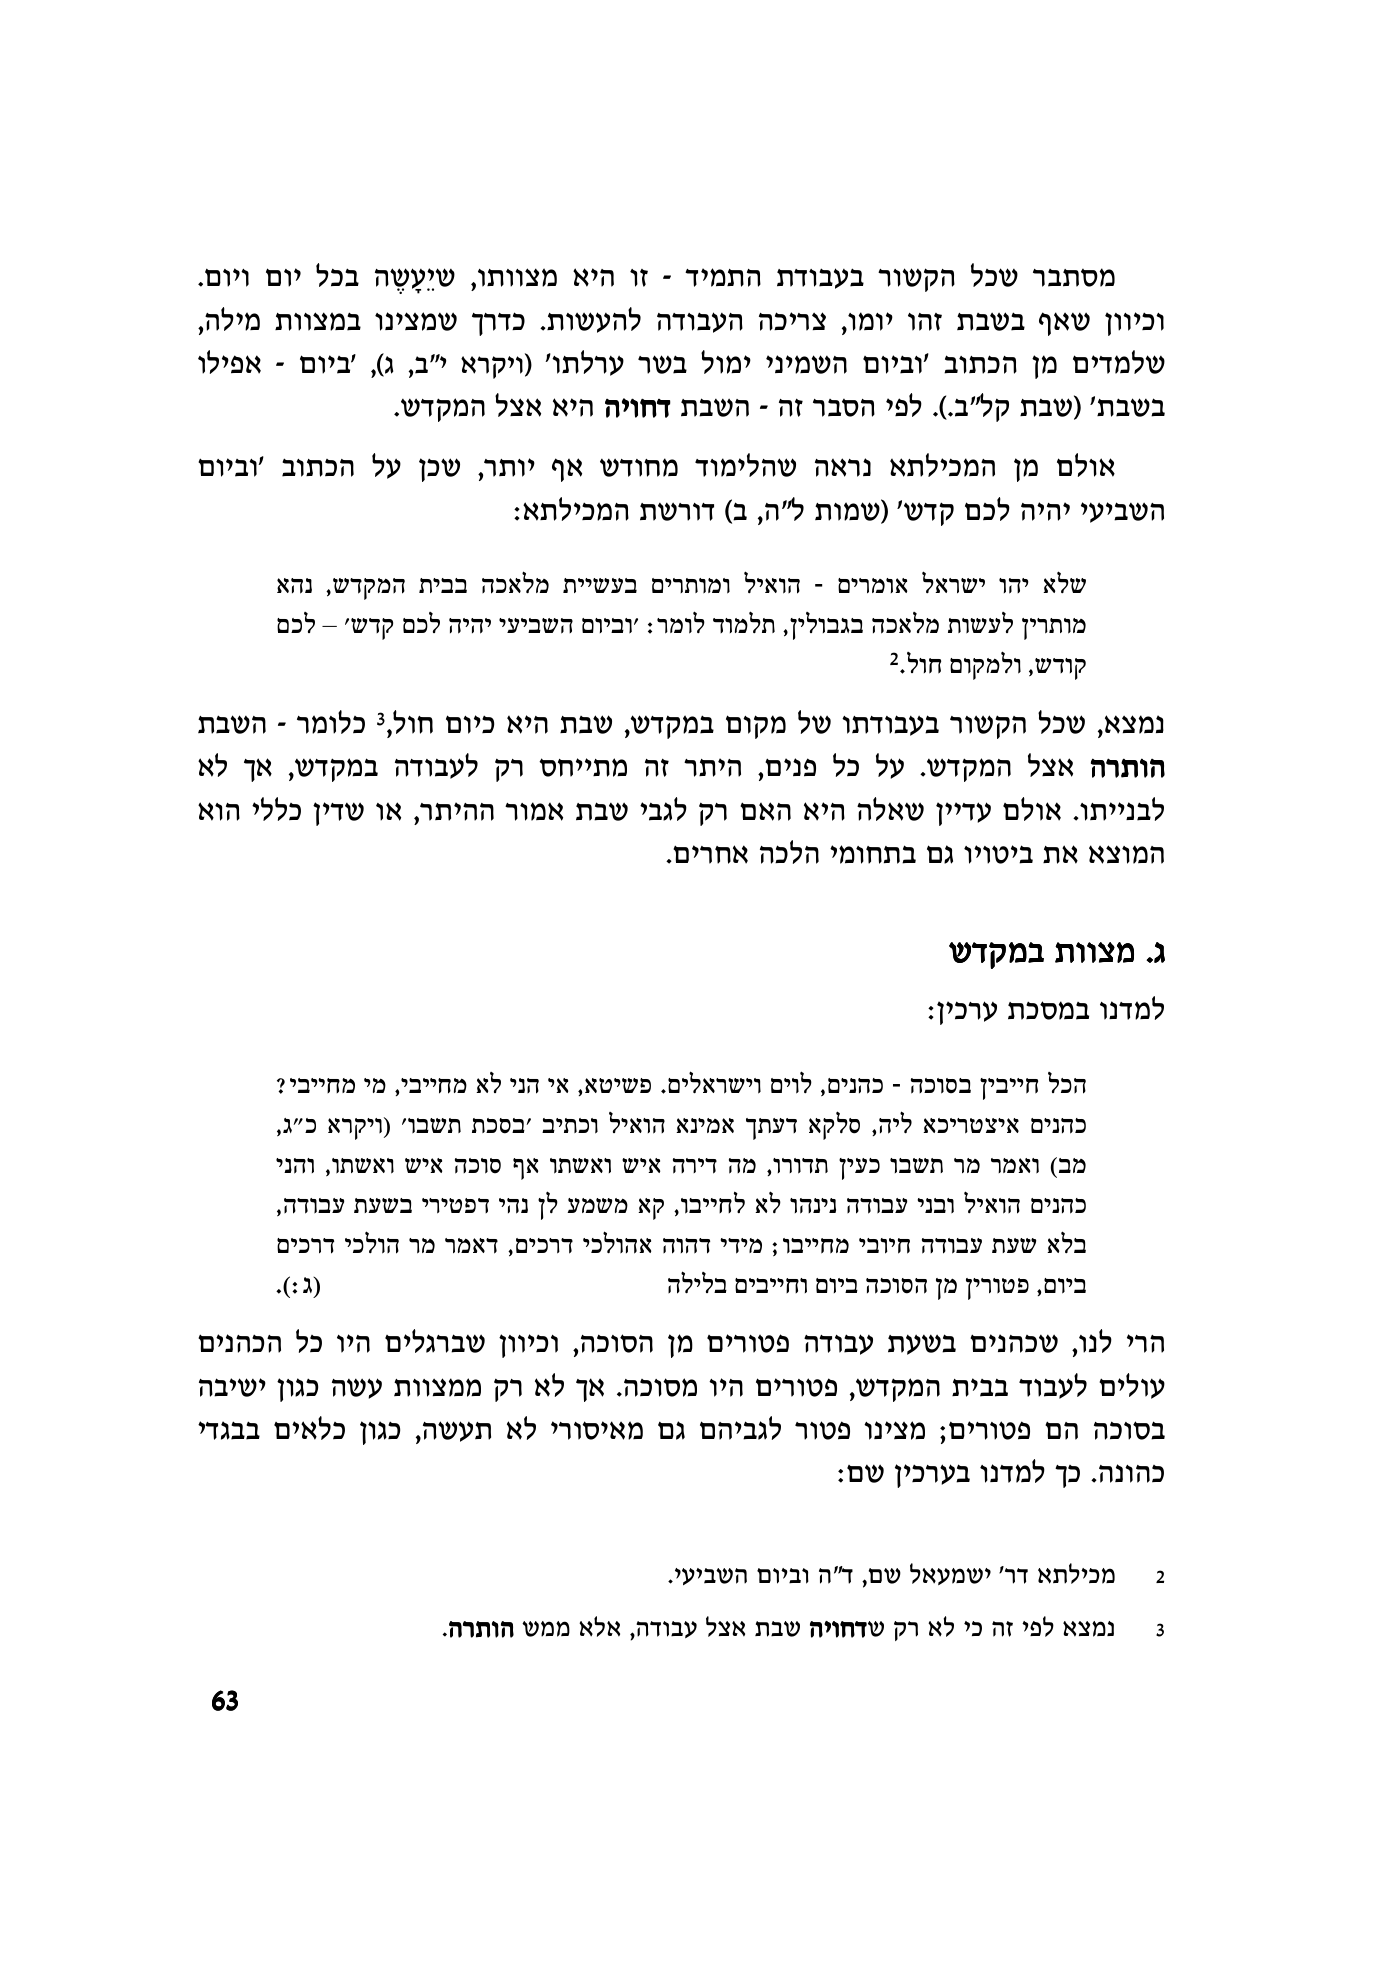 מסתבר שכל הקשור בעבודת התמיד - זו היא מצוותו, שיֵעָשֶה בכל יום ויום.
וכיוון שאף בשבת זהו יומו, צריכה העבודה להעשות. כדרך שמצינו במצוות מילה,
שלמדים מן הכתוב 'וביום השמיני ימול בשר ערלתו' (ויקרא י"ב, ג), 'ביום - אפילו
בשבת' (שבת קל"ב.). לפי הסבר זה - השבת דחויה היא אצל המקדש.
אולם מן המכילתא נראה שהלימוד מחודש אף יותר, שכן על הכתוב 'וביום
השביעי יהיה לכם קדש' (שמות ל"ה, ב) דורשת המכילתא:
שלא יהו ישראל אומרים - הואיל ומותרים בעשיית מלאכה בבית המקדש, נהא
מותרין לעשות מלאכה בגבולין, תלמוד לומר: 'וביום השביעי יהיה לכם קדש' – לכם
קודש, ולמקום חול.2
נמצא, שכל הקשור בעבודתו של מקום במקדש, שבת היא כיום חול,3 כלומר - השבת
הותרה אצל המקדש. על כל פנים, היתר זה מתייחס רק לעבודה במקדש, אך לא
לבנייתו. אולם עדיין שאלה היא האם רק לגבי שבת אמור ההיתר, או שדין כללי הוא
המוצא את ביטויו גם בתחומי הלכה אחרים.
ג. מצוות במקדש
למדנו במסכת ערכין:
הכל חייבין בסוכה - כהנים, לוים וישראלים. פשיטא, אי הני לא מחייבי, מי מחייבי?
כהנים איצטריכא ליה, סלקא דעתך אמינא הואיל וכתיב 'בסכת תשבו' (ויקרא כ"ג,
מב) ואמר מר תשבו כעין תדורו, מה דירה איש ואשתו אף סוכה איש ואשתו, והני
כהנים הואיל ובני עבודה נינהו לא לחייבו, קא משמע לן נהי דפטירי בשעת עבודה,
בלא שעת עבודה חיובי מחייבו; מידי דהוה אהולכי דרכים, דאמר מר הולכי דרכים
ביום, פטורין מן הסוכה ביום וחייבים בלילה (ג:).
הרי לנו, שכהנים בשעת עבודה פטורים מן הסוכה, וכיוון שברגלים היו כל הכהנים
עולים לעבוד בבית המקדש, פטורים היו מסוכה. אך לא רק ממצוות עשה כגון ישיבה
בסוכה הם פטורים; מצינו פטור לגביהם גם מאיסורי לא תעשה, כגון כלאים בבגדי
כהונה. כך למדנו בערכין שם:
2 מכילתא דר' ישמעאל שם, ד"ה וביום השביעי.
3 נמצא לפי זה כי לא רק שדחויה שבת אצל עבודה, אלא ממש הותרה.
63